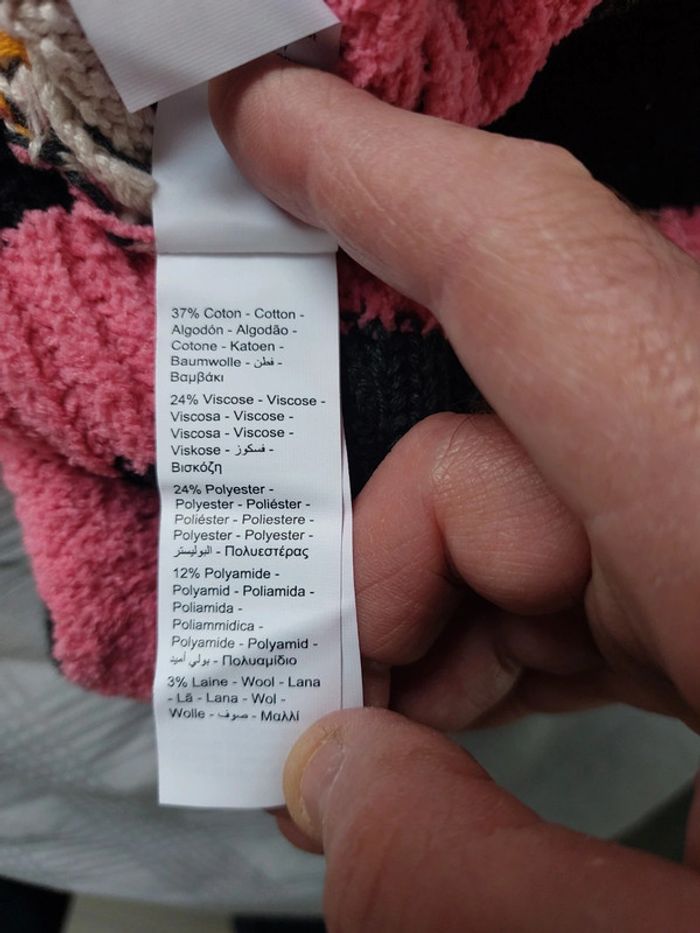 37% Coton - Cotton -
Algodón - Algodão -
Cotone - Katoen -
Baumwolle - قطن -
Βαμβάκι
24% Viscose - Viscose -
Viscosa - Viscose -
Viscosa - Viscose -
Viskose - فسكوز -
Βισκόζη
24% Polyester -
Polyester - Poliéster -
Poliéster - Poliestere -
Polyester - Polyester -
البوليستر - Πολυεστέρας
12% Polyamide -
Polyamid - Poliamida -
Poliamida -
Poliammidica -
Polyamide - Polyamid -
بولي أميد - Πολυαμίδιο
3% Laine - Wool - Lana
- Lã - Lana - Wol -
Wolle - صوف - Μαλλί